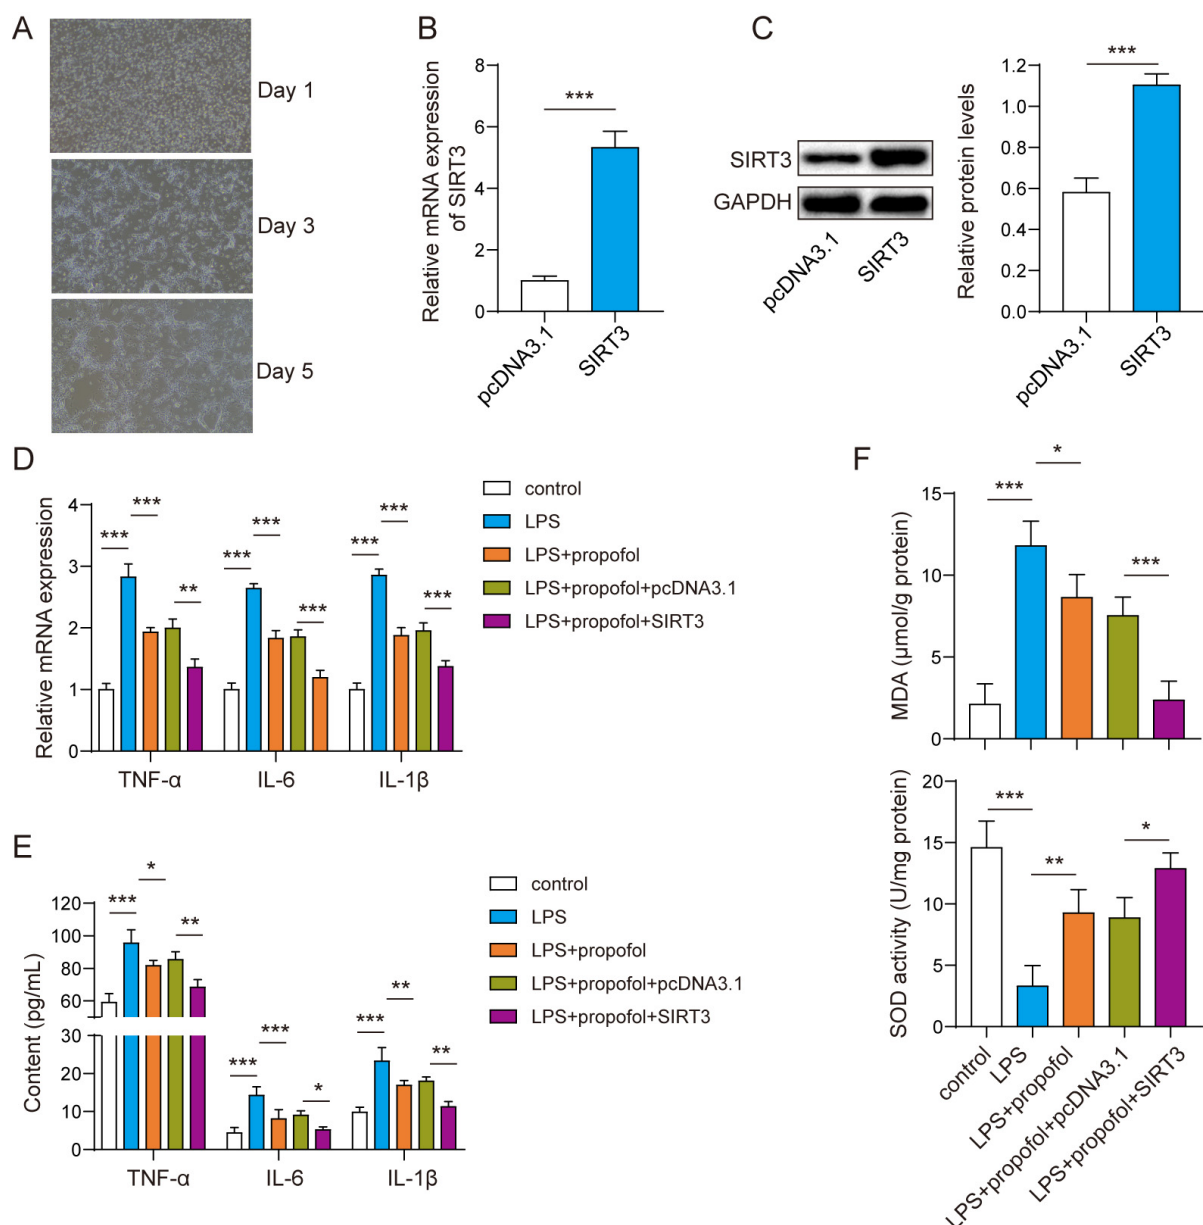 A
Day 1
Day 3
Day 5
B
Relative mRNA expression
of SIRT3
8
6
4
2
0
***
pcDNA3.1
SIRT3
C
SIRT3
GAPDH
pcDNA3.1
SIRT3
Relative protein levels
1.2
1.0
0.8
0.6
0.4
0.2
0.0
***
pcDNA3.1
SIRT3
D
Relative mRNA expression
4
3
2
1
0
*** *** **
*** *** ***
*** *** ***
TNF-α
IL-6
IL-1β
control
LPS
LPS+propofol
LPS+propofol+pcDNA3.1
LPS+propofol+SIRT3
E
Content (pg/mL)
120
100
80
60
30
20
10
0
*** * **
*** *** *
*** ** **
TNF-α
IL-6
IL-1β
control
LPS
LPS+propofol
LPS+propofol+pcDNA3.1
LPS+propofol+SIRT3
F
MDA (μmol/g protein)
15
10
5
0
*** * ***
SOD activity (U/mg protein)
20
15
10
5
0
*** ** *
control
LPS
LPS+propofol
LPS+propofol+pcDNA3.1
LPS+propofol+SIRT3